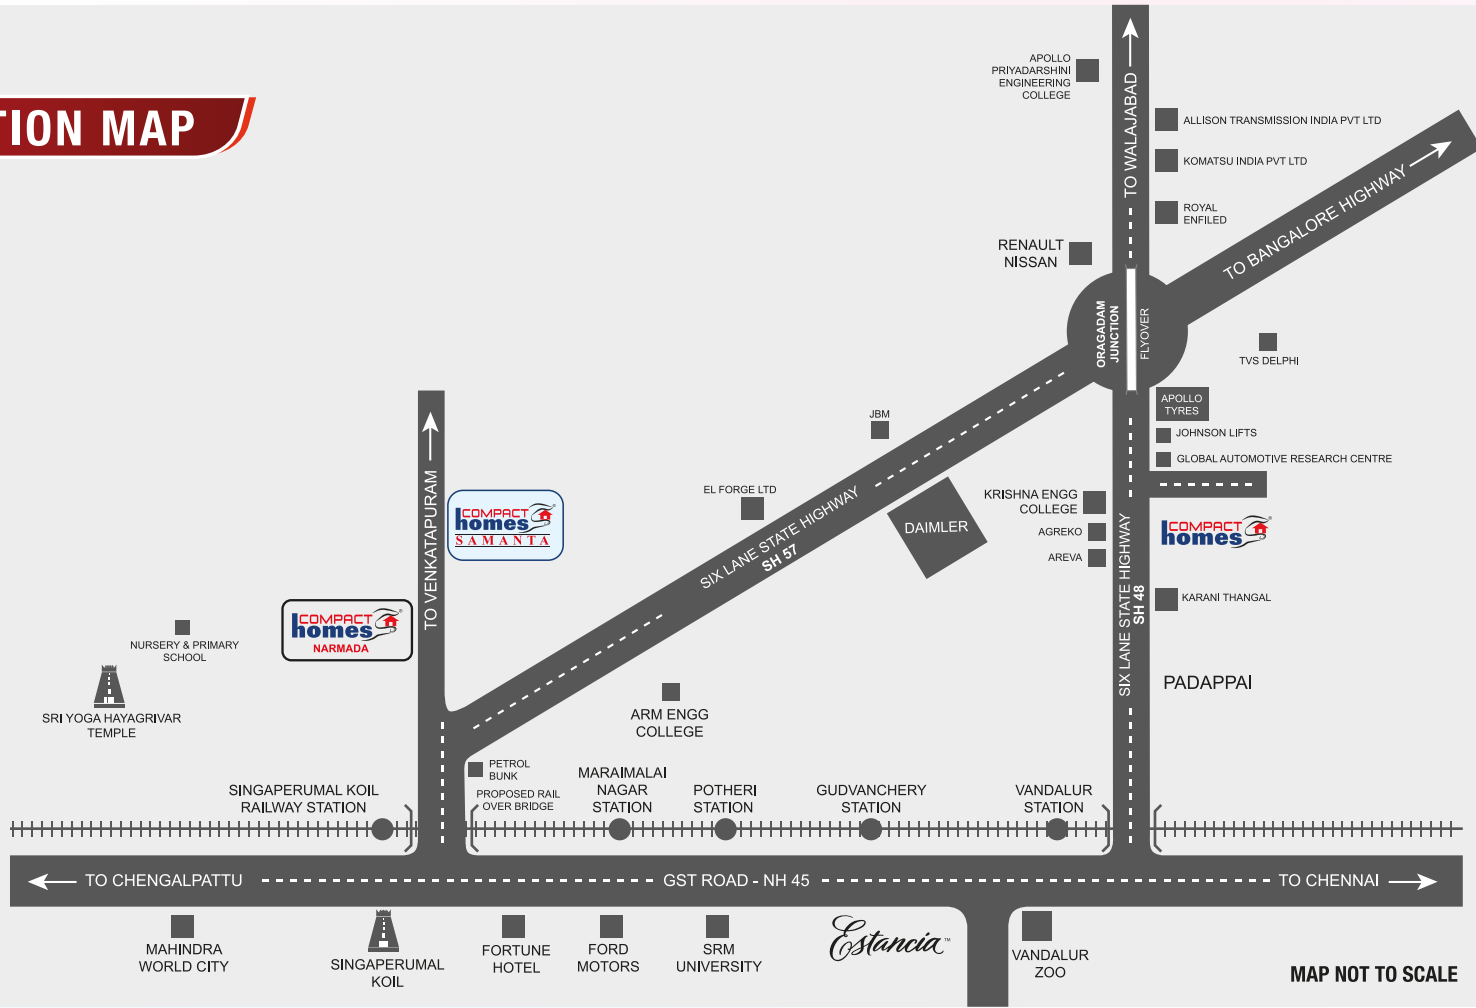 TION MAP
APOLLO
PRIYADARSHINI
ENGINEERING
COLLEGE
TO WALAJABAD
ALLISON TRANSMISSION INDIA PVT LTD
KOMATSU INDIA PVT LTD
ROYAL
ENFILED
TO BANGALORE HIGHWAY
RENAULT
NISSAN
ORAGADAM
JUNCTION
FLYOVER
TVS DELPHI
APOLLO
TYRES
JOHNSON LIFTS
GLOBAL AUTOMOTIVE RESEARCH CENTRE
JBM
EL FORGE LTD
SIX LANE STATE HIGHWAY
SH 57
DAIMLER
KRISHNA ENGG
COLLEGE
AGREKO
AREVA
SIX LANE STATE HIGHWAY
SH 48
COMPACT
homes
KARANI THANGAL
PADAPPAI
TO VENKATAPURAM
COMPACT
homes
SAMANTA
COMPACT
homes
NARMADA
NURSERY & PRIMARY
SCHOOL
SRI YOGA HAYAGRIVAR
TEMPLE
ARM ENGG
COLLEGE
PETROL
BUNK
PROPOSED RAIL
OVER BRIDGE
SINGAPERUMAL KOIL
RAILWAY STATION
MARAIMALAI
NAGAR
STATION
POTHERI
STATION
GUDVANCHERY
STATION
VANDALUR
STATION
TO CHENGALPATTU
GST ROAD - NH 45
TO CHENNAI
MAHINDRA
WORLD CITY
SINGAPERUMAL
KOIL
FORTUNE
HOTEL
FORD
MOTORS
SRM
UNIVERSITY
Estancia™
VANDALUR
ZOO
MAP NOT TO SCALE